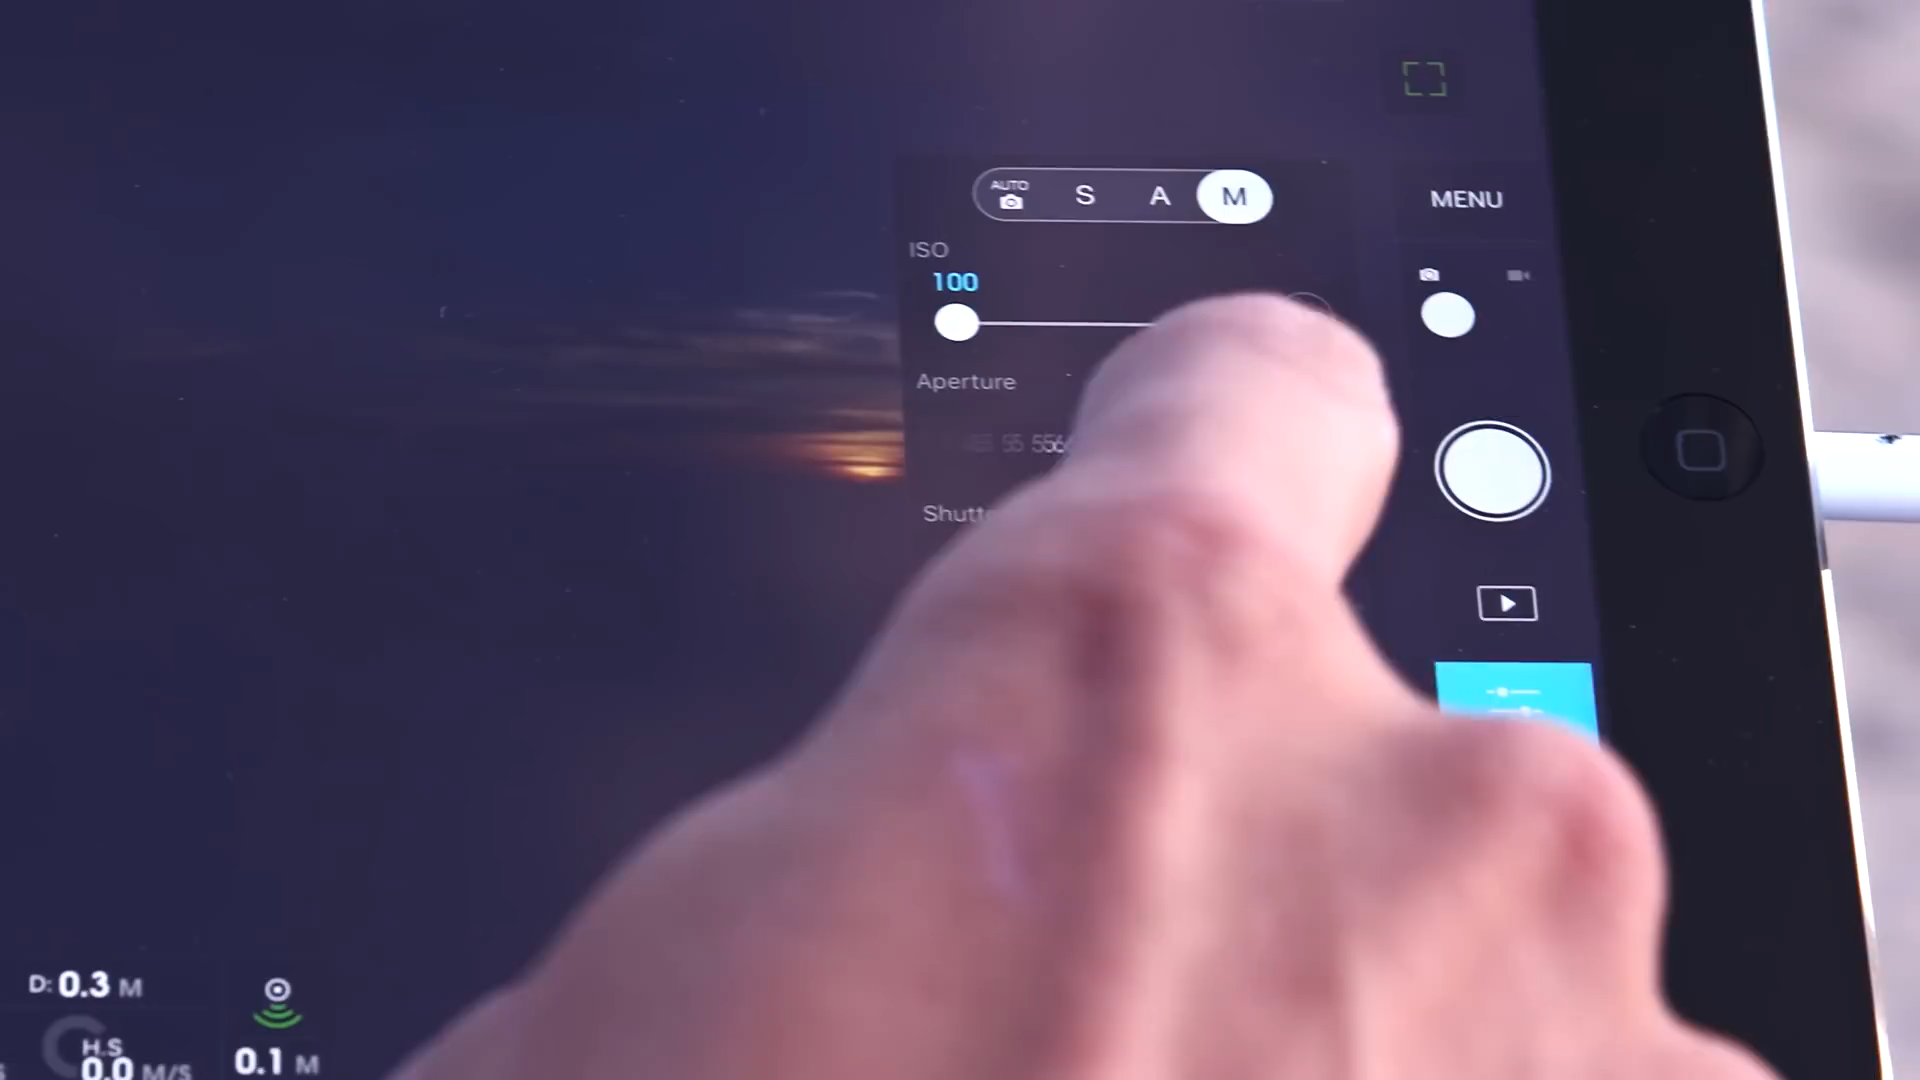 AUTO S A M
MENU
ISO
100
Aperture
D: 0.3 M
H.S
0.0 M/S
0.1 M